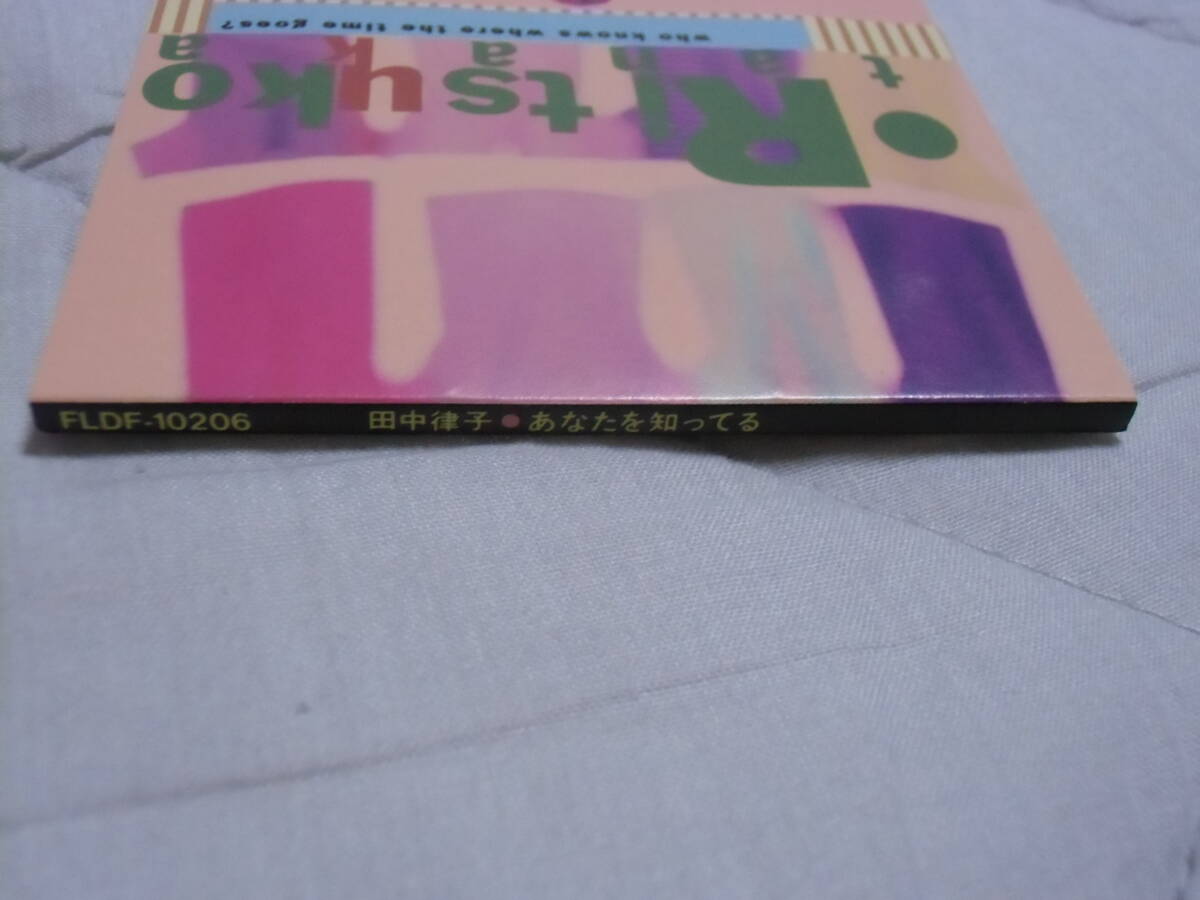 who knows where the time goes?
tanaka
Ritsuko
FLDF-10206 田中律子●あなたを知ってる